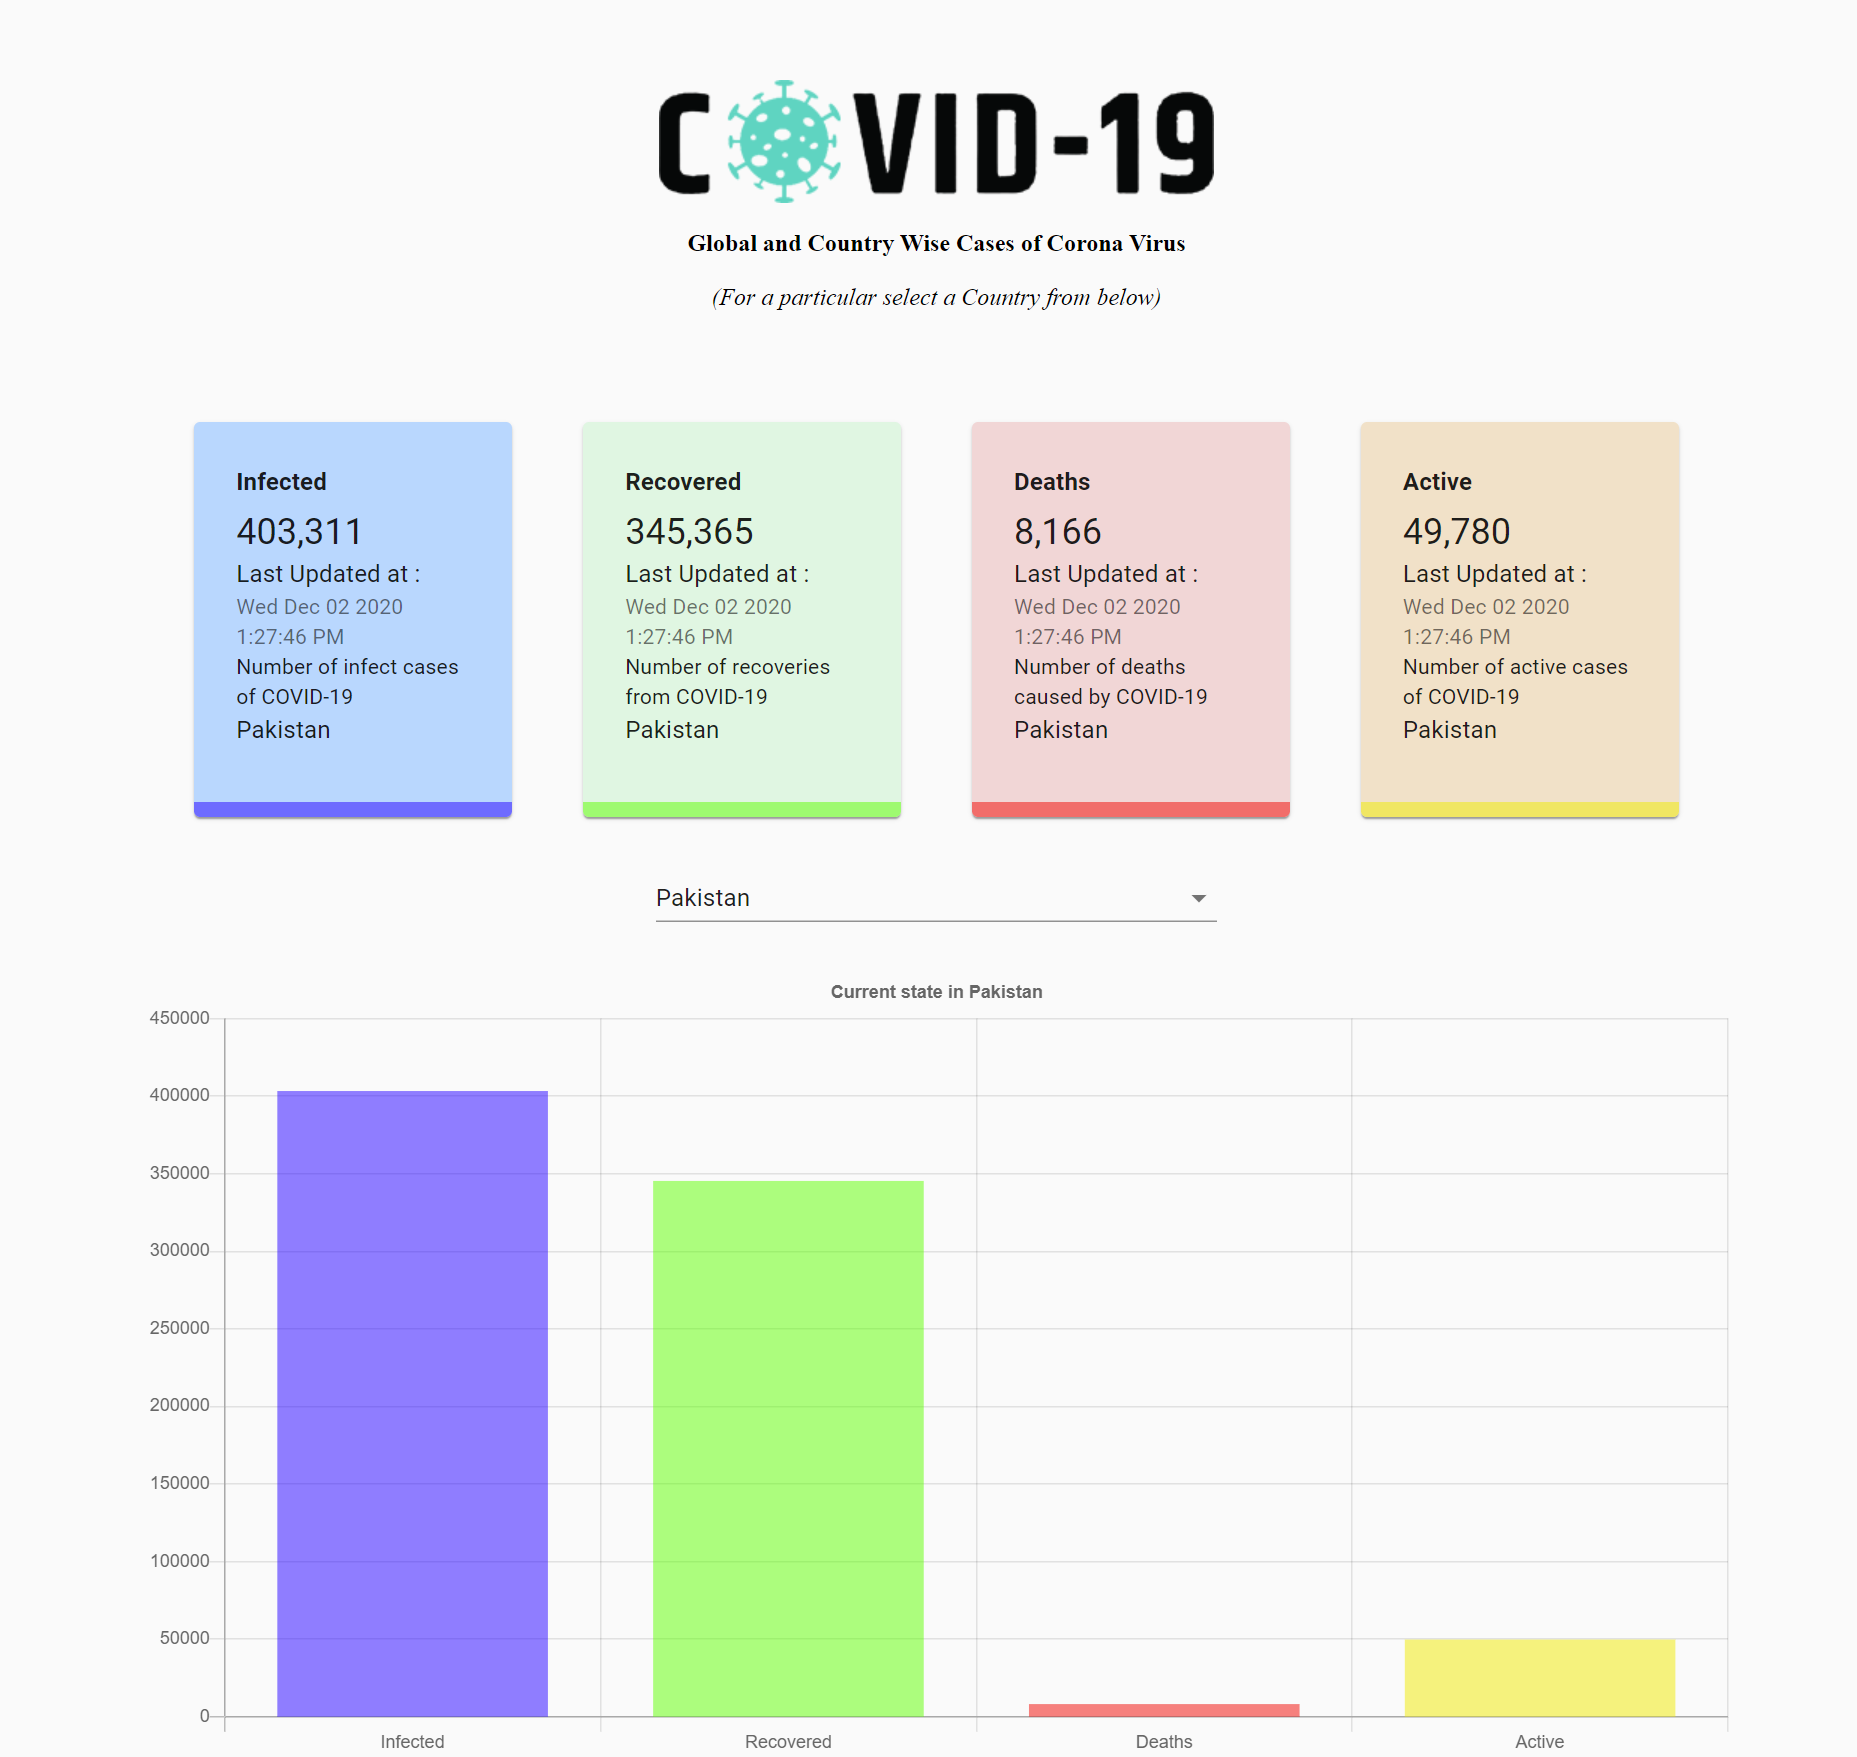 COVID-19
Global and Country Wise Cases of Corona Virus
(For a particular select a Country from below)
Infected
403,311
Last Updated at :
Wed Dec 02 2020
1:27:46 PM
Number of infect cases
of COVID-19
Pakistan
Recovered
345,365
Last Updated at :
Wed Dec 02 2020
1:27:46 PM
Number of recoveries
from COVID-19
Pakistan
Deaths
8,166
Last Updated at :
Wed Dec 02 2020
1:27:46 PM
Number of deaths
caused by COVID-19
Pakistan
Active
49,780
Last Updated at :
Wed Dec 02 2020
1:27:46 PM
Number of active cases
of COVID-19
Pakistan
Pakistan
Current state in Pakistan
450000
400000
350000
300000
250000
200000
150000
100000
50000
0
Infected
Recovered
Deaths
Active